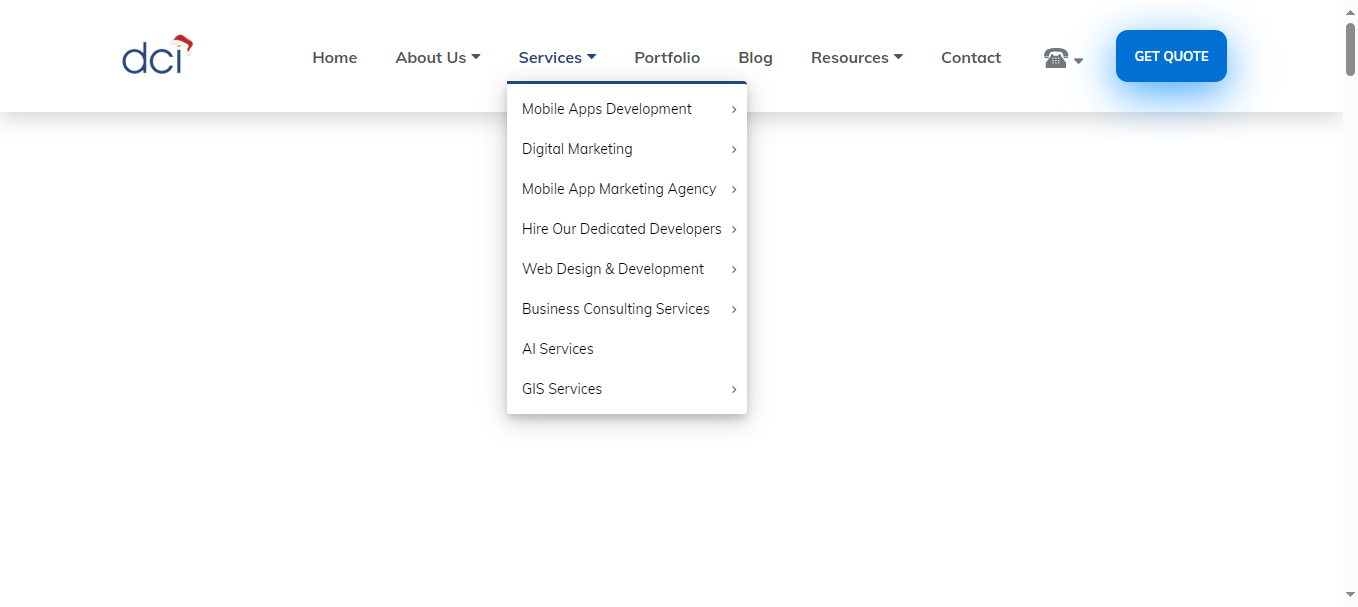 dci
Home About Us Services Portfolio Blog Resources Contact GET QUOTE
Mobile Apps Development
Digital Marketing
Mobile App Marketing Agency
Hire Our Dedicated Developers
Web Design & Development
Business Consulting Services
AI Services
GIS Services